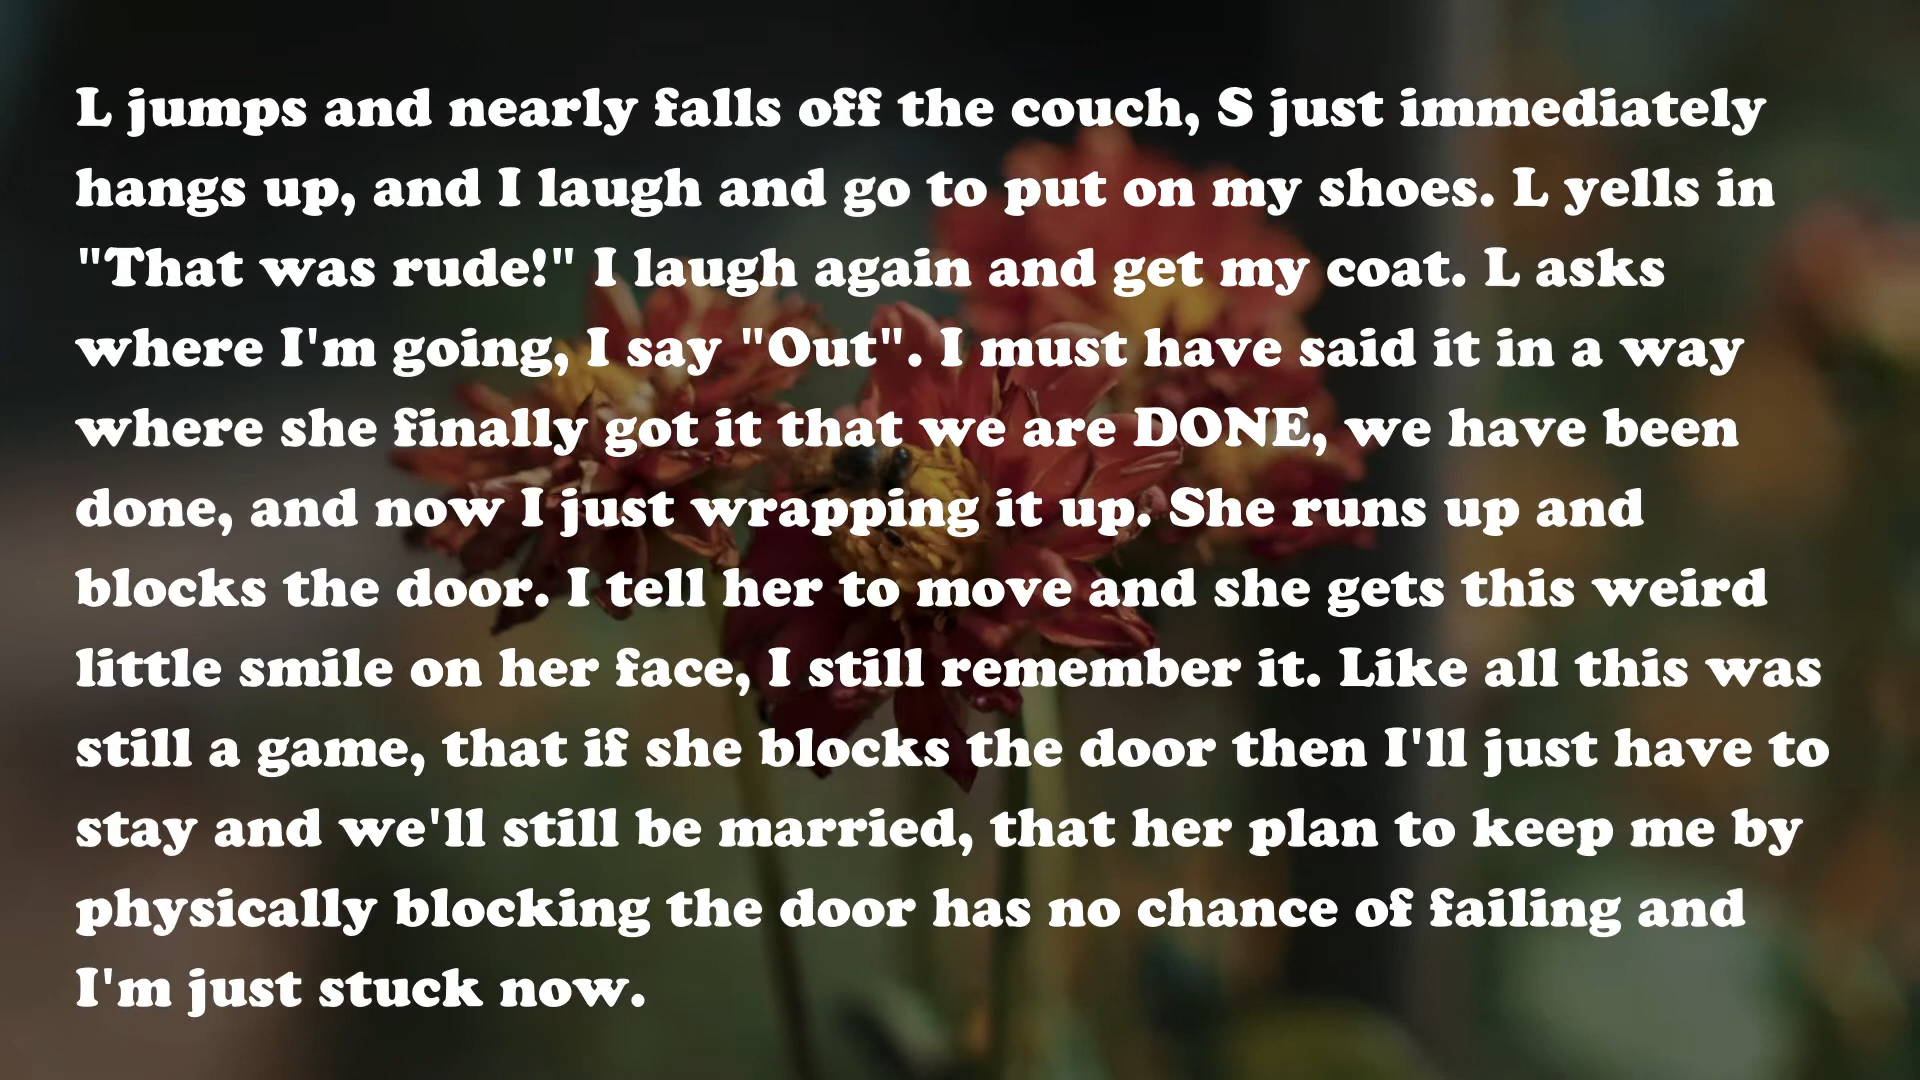 L jumps and nearly falls off the couch, S just immediately
hangs up, and I laugh and go to put on my shoes. L yells in
"That was rude!" I laugh again and get my coat. L asks
where I'm going, I say "Out". I must have said it in a way
where she finally got it that we are DONE, we have been
done, and now I just wrapping it up. She runs up and
blocks the door. I tell her to move and she gets this weird
little smile on her face, I still remember it. Like all this was
still a game, that if she blocks the door then I'll just have to
stay and we'll still be married, that her plan to keep me by
physically blocking the door has no chance of failing and
I'm just stuck now.